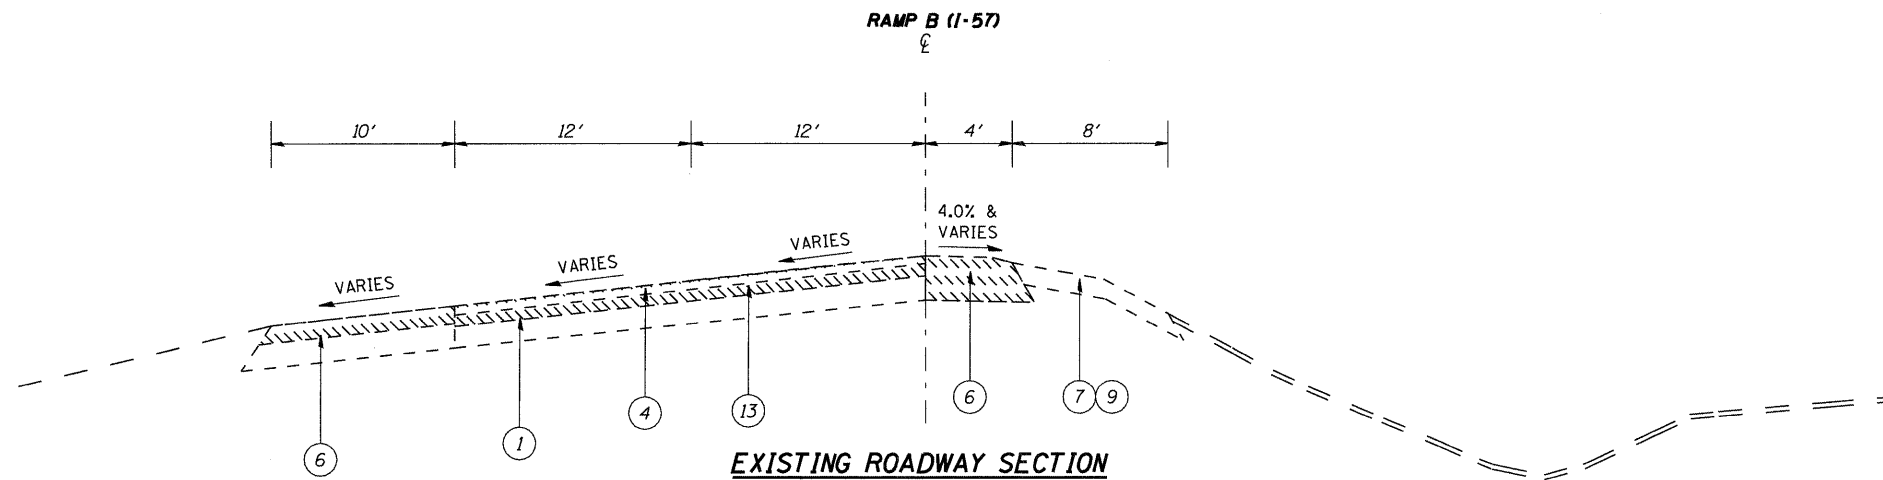 RAMP B (I-57)
℄
10' 12' 12' 4' 8'
4.0% &
VARIES
VARIES
VARIES
VARIES
6 1 4 13 6 7 9
EXISTING ROADWAY SECTION